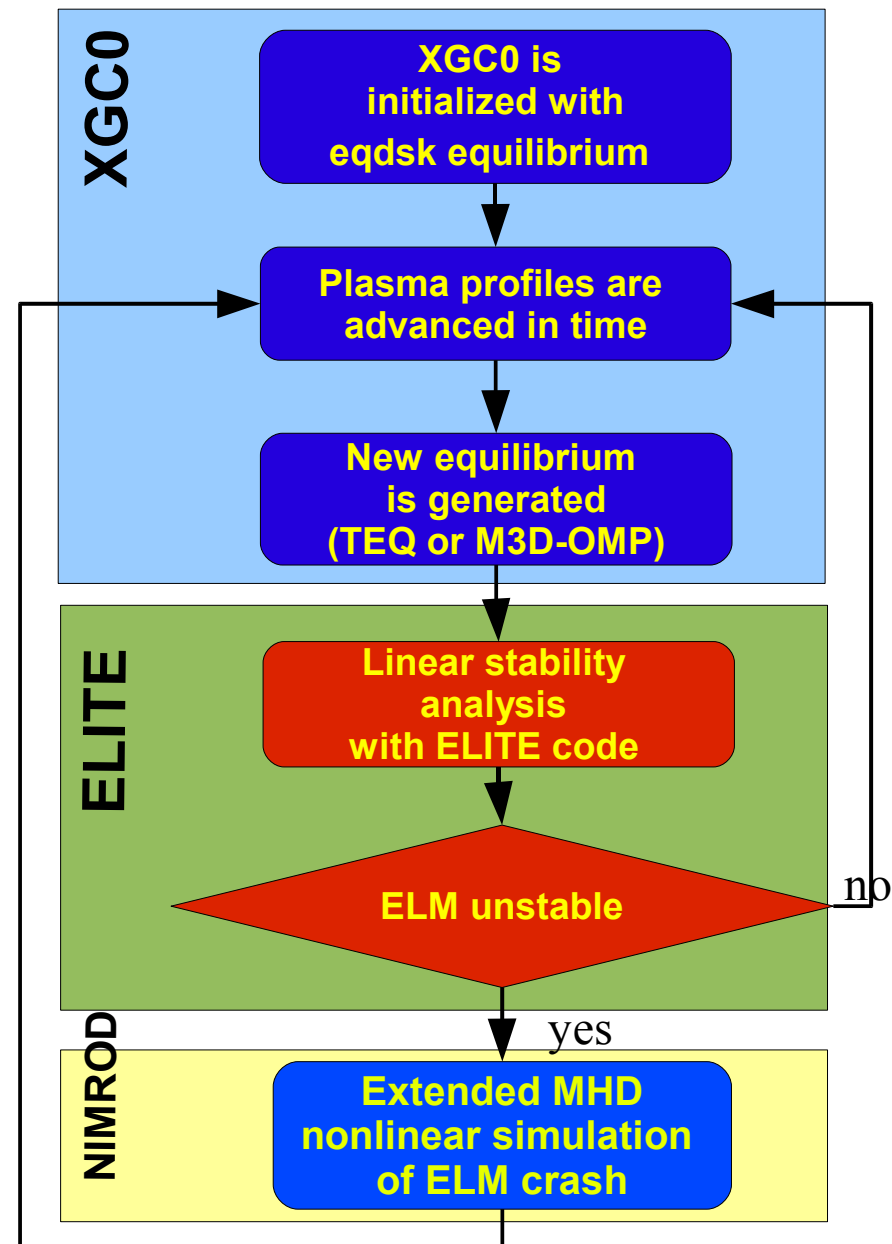 XGC0
XGC0 is
initialized with
eqdsk equilibrium
Plasma profiles are
advanced in time
New equilibrium
is generated
(TEQ or M3D-OMP)
ELITE
Linear stability
analysis
with ELITE code
ELM unstable
no
yes
NIMROD
Extended MHD
nonlinear simulation
of ELM crash